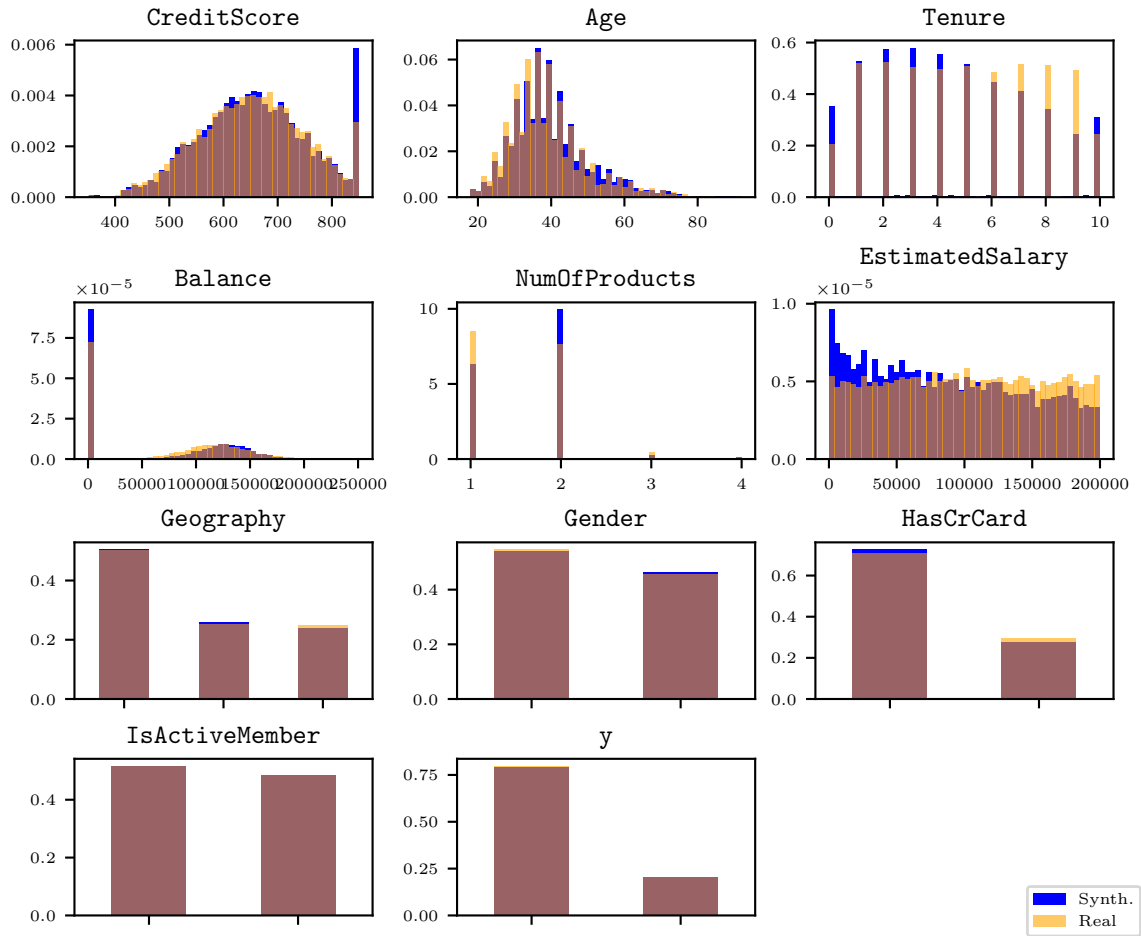 CreditScore
0.006
0.004
0.002
0.000
400 500 600 700 800
Age
0.06
0.04
0.02
0.00
20 40 60 80
Tenure
0.6
0.4
0.2
0.0
0 2 4 6 8 10
Balance
×10−5
7.5
5.0
2.5
0.0
0 50000 100000 150000 200000 250000
NumOfProducts
10
5
0
1 2 3 4
EstimatedSalary
×10−5
1.0
0.5
0.0
0 50000 100000 150000 200000
Geography
0.4
0.2
0.0
Gender
0.4
0.2
0.0
HasCrCard
0.6
0.4
0.2
0.0
IsActiveMember
0.4
0.2
0.0
y
0.75
0.50
0.25
0.00
Synth.
Real